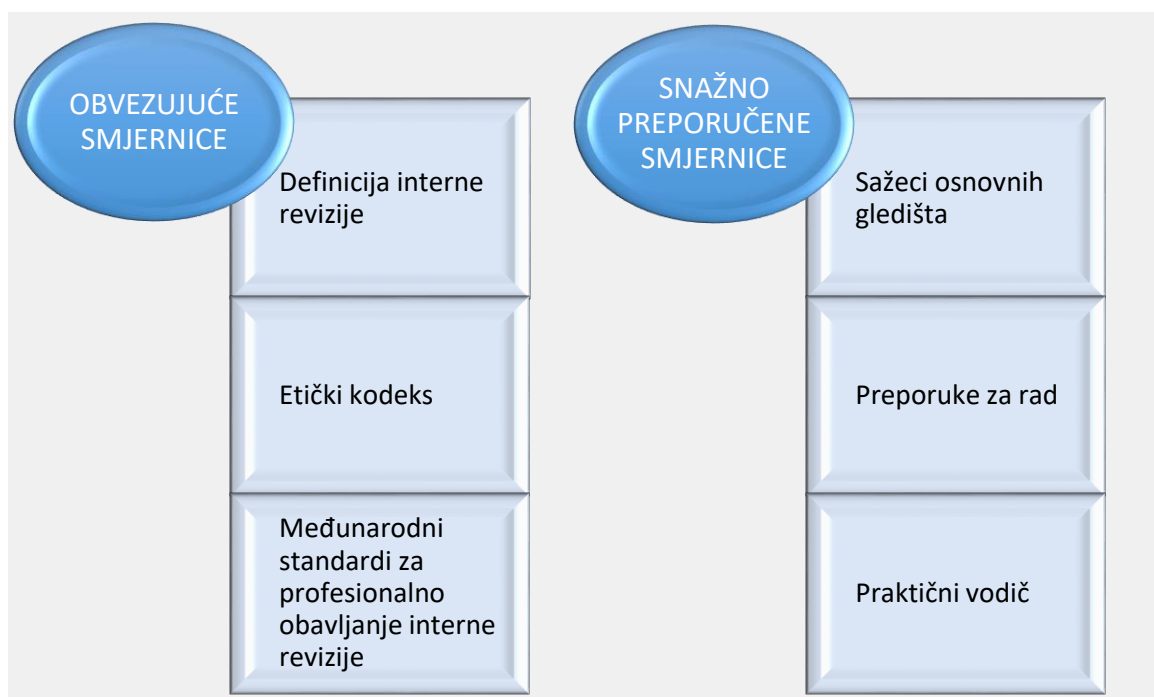 OBVEZUJUĆE
SMJERNICE
Definicija interne
revizije
Etički kodeks
Međunarodni
standardi za
profesionalno
obavljanje interne
revizije
SNAŽNO
PREPORUČENE
SMJERNICE
Sažeci osnovnih
gledišta
Preporuke za rad
Praktični vodič